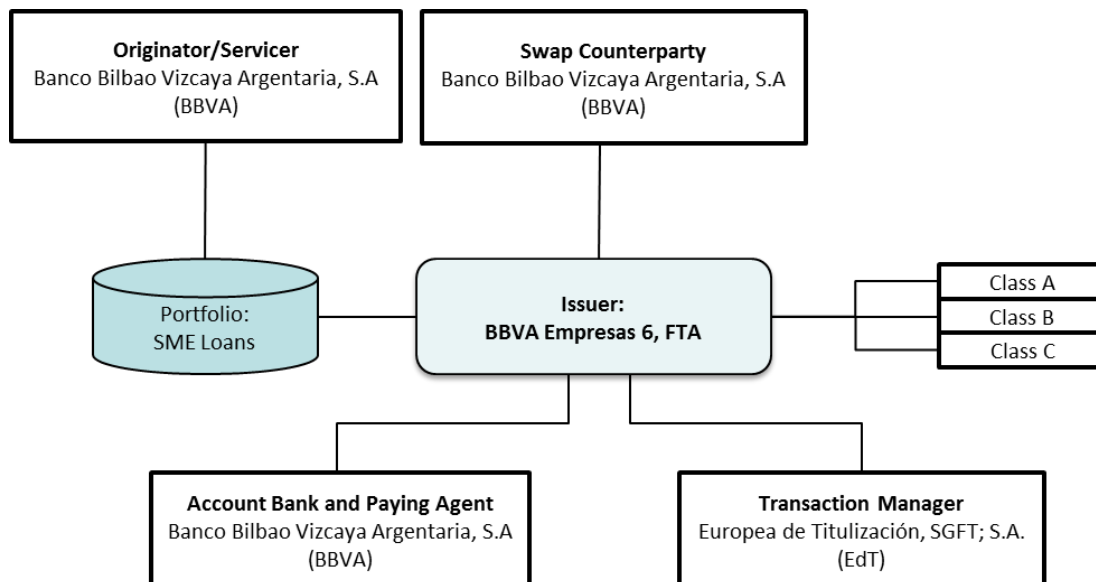 Originator/Servicer
Banco Bilbao Vizcaya Argentaria, S.A
(BBVA)
Swap Counterparty
Banco Bilbao Vizcaya Argentaria, S.A
(BBVA)
Portfolio:
SME Loans
Issuer:
BBVA Empresas 6, FTA
Class A
Class B
Class C
Account Bank and Paying Agent
Banco Bilbao Vizcaya Argentaria, S.A
(BBVA)
Transaction Manager
Europea de Titulización, SGFT; S.A.
(EdT)